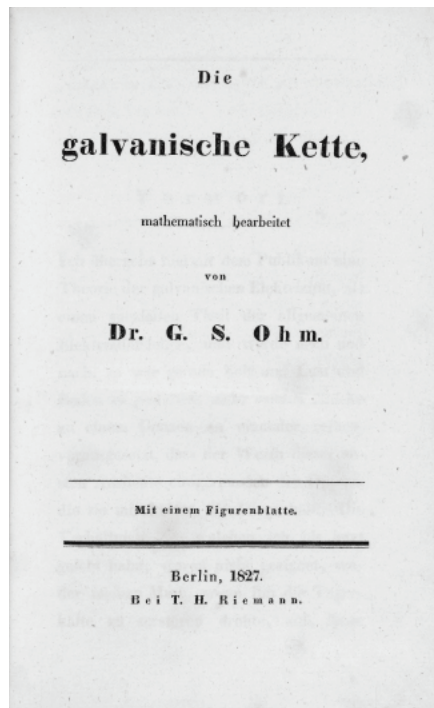 Die
galvanische Kette,
mathematisch bearbeitet
von
Dr. G. S. Ohm.
Mit einem Figurenblatte.
Berlin, 1827.
Bei T. H. Riemann.